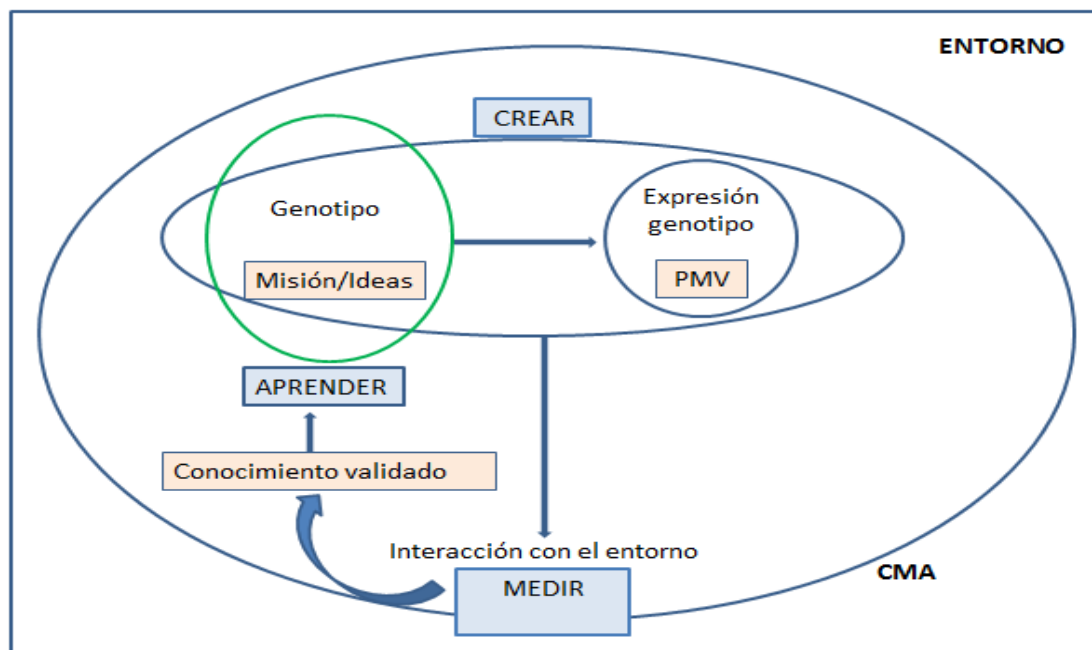 ENTORNO
CREAR
Genotipo
Expresión
genotipo
Misión/Ideas
PMV
APRENDER
Conocimiento validado
Interacción con el entorno
MEDIR
CMA